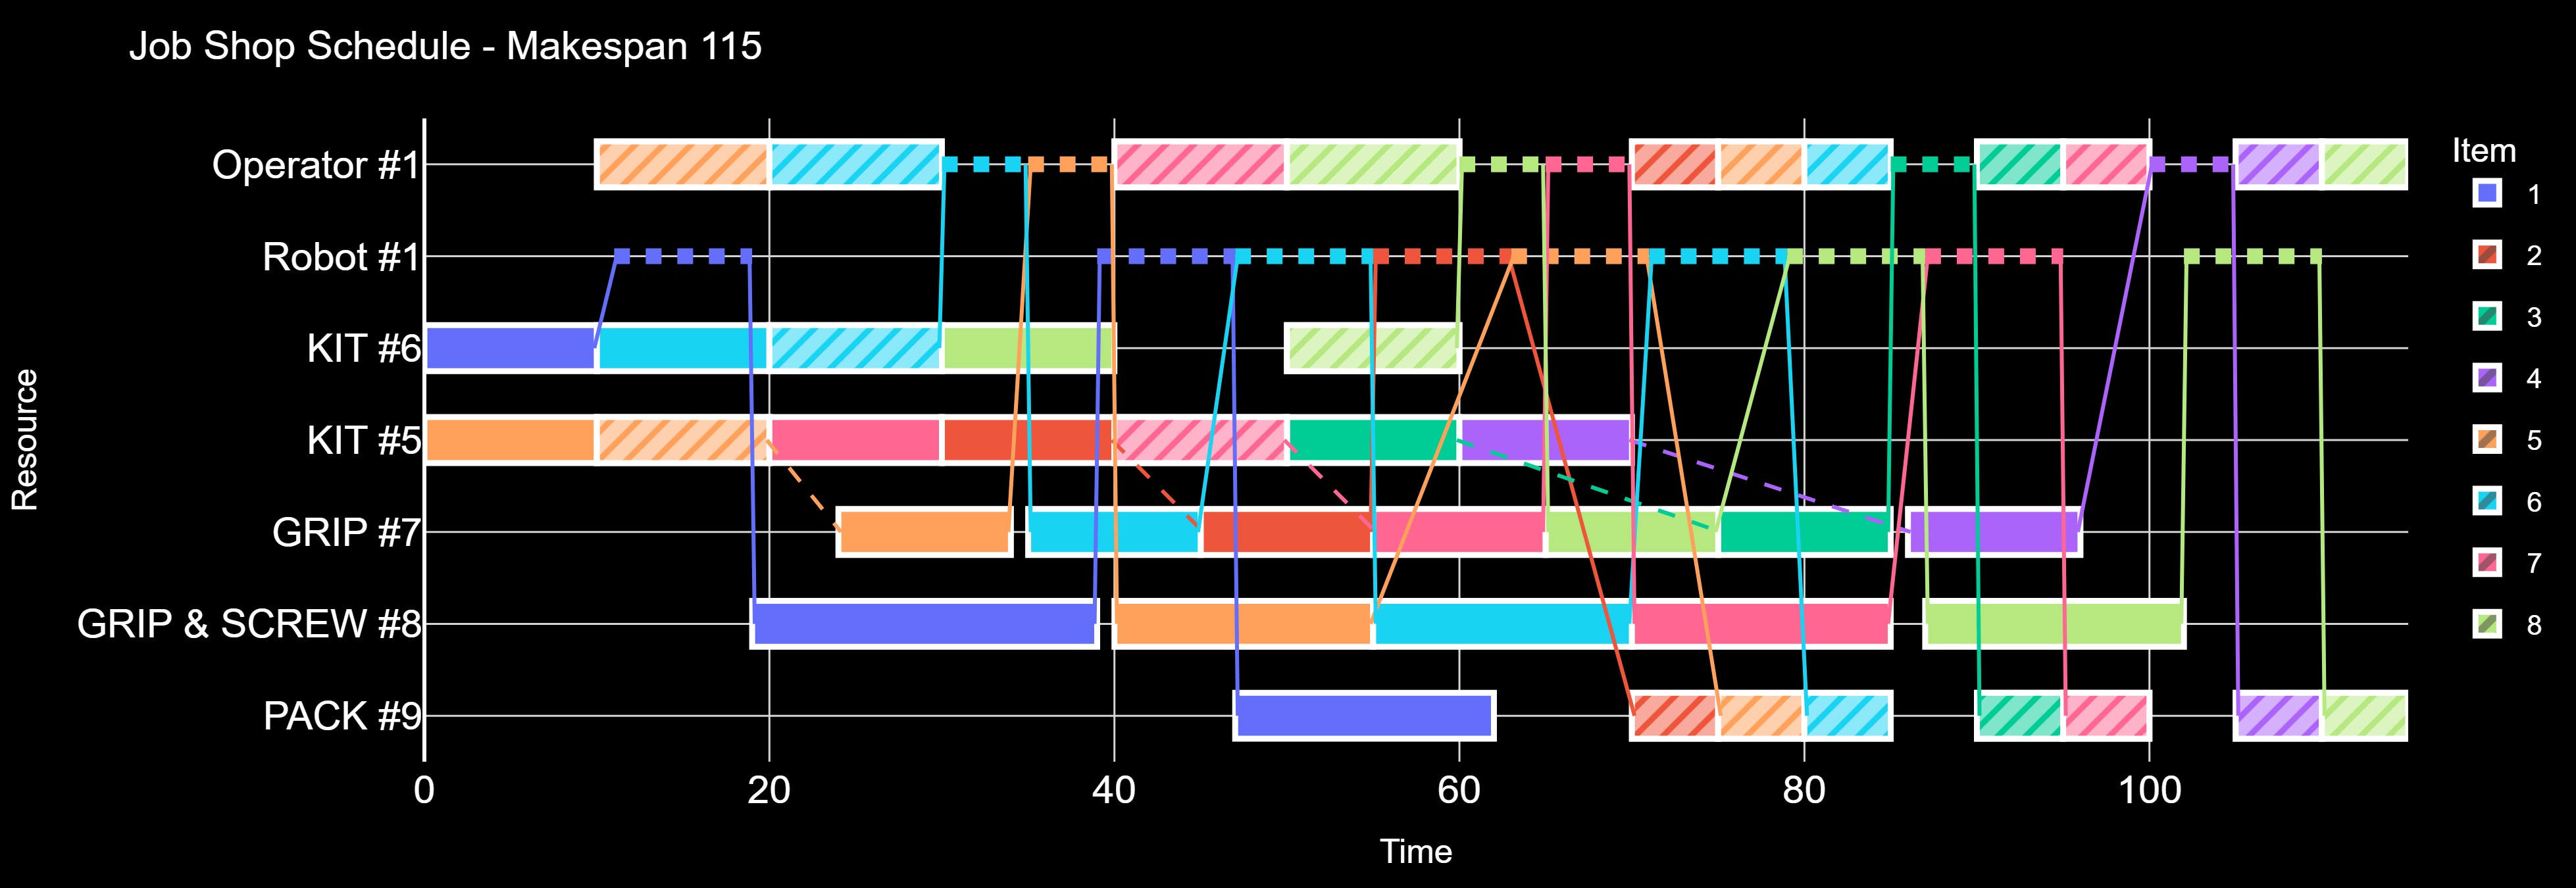 Job Shop Schedule - Makespan 115
Operator #1
Robot #1
KIT #6
KIT #5
GRIP #7
GRIP & SCREW #8
PACK #9
Resource
0 20 40 60 80 100
Time
Item
1
2
3
4
5
6
7
8